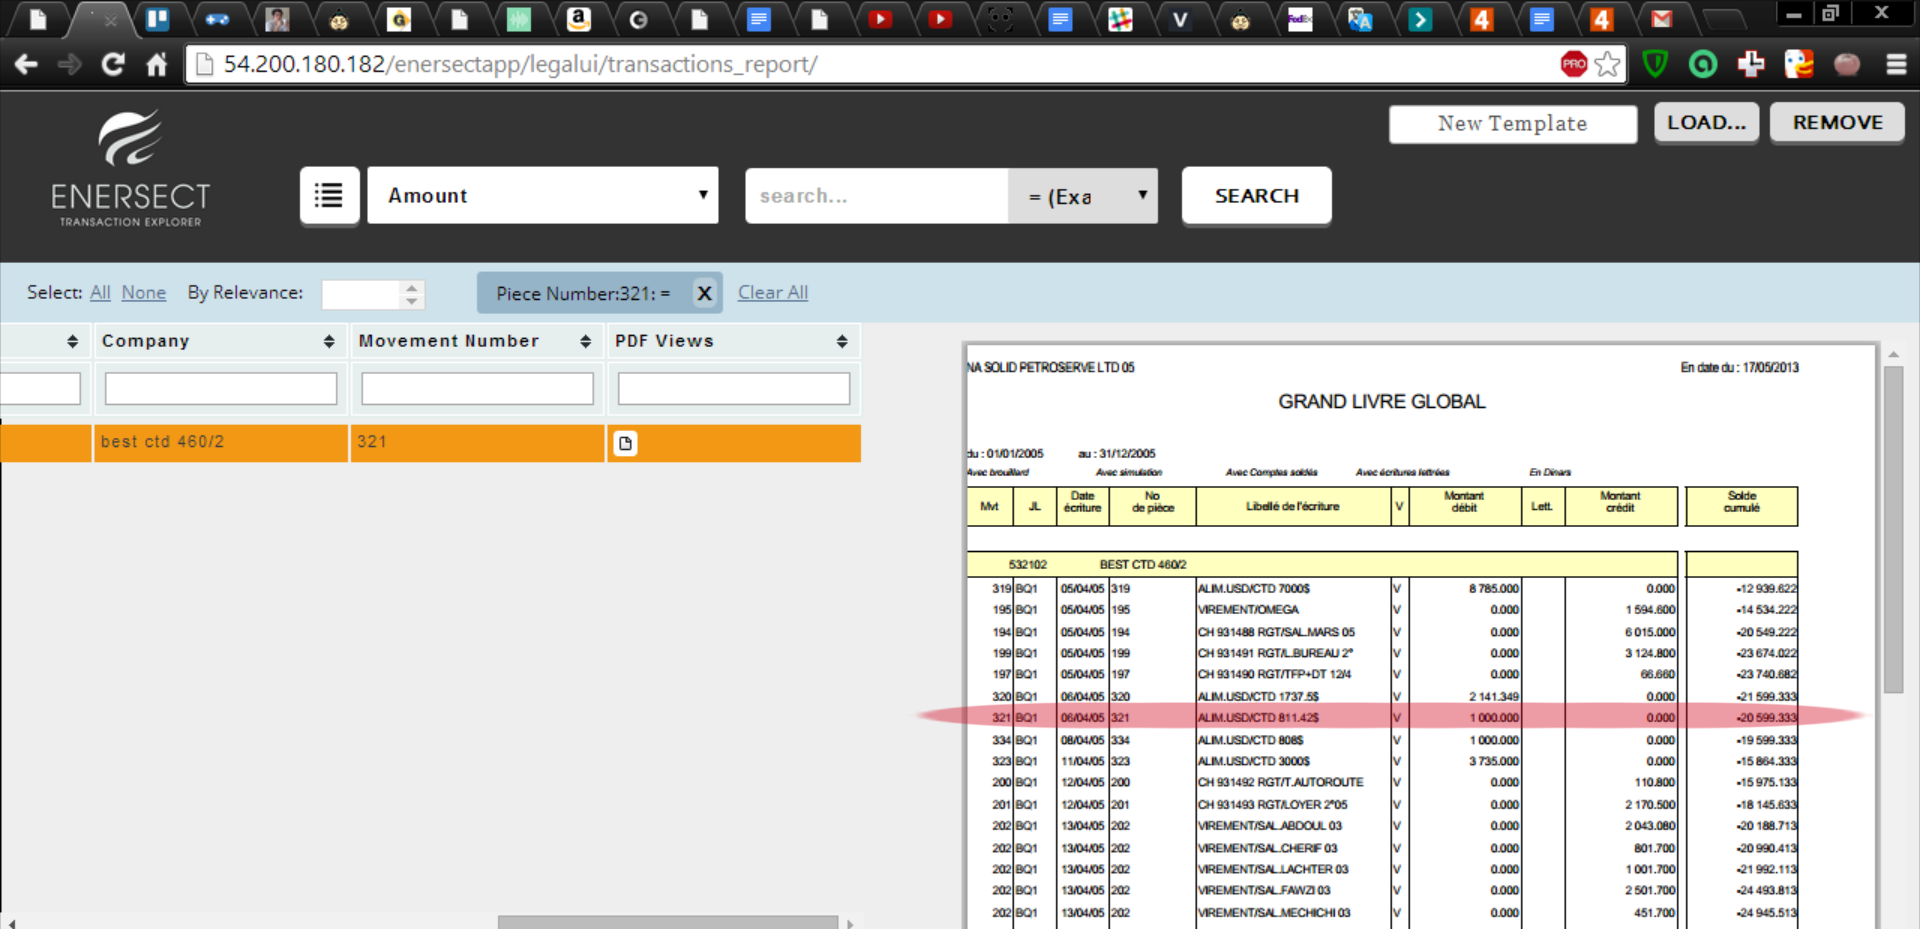 FedEx
54.200.180.182/enersectapp/legalui/transactions_report/
PRO
New Template
LOAD...
REMOVE
ENERSECT
TRANSACTION EXPLORER
Amount
search...
= (Exa
SEARCH
Select: All None By Relevance:
Piece Number:321: = X
Clear All
Company
Movement Number
PDF Views
best ctd 460/2
321
NA SOLID PETROSERVE LTD 05
En date du : 17/05/2013
GRAND LIVRE GLOBAL
du : 01/01/2005 au : 31/12/2005
Avec brouillard Avec simulation Avec Comptes soldés Avec écritures lettrées En Dinars
Mvt JL Date écriture No de pièce Libellé de l'écriture V Montant débit Lett. Montant crédit Solde cumulé
532102 BEST CTD 460/2
319 BQ1 05/04/05 319 ALIM.USD/CTD 7000$ V 8 785.000 0.000 -12 939.622
195 BQ1 05/04/05 195 VIREMENT/OMEGA V 0.000 1 594.600 -14 534.222
194 BQ1 05/04/05 194 CH 931488 RGT/SAL.MARS 05 V 0.000 6 015.000 -20 549.222
199 BQ1 05/04/05 199 CH 931491 RGT/L.BUREAU 2° V 0.000 3 124.800 -23 674.022
197 BQ1 05/04/05 197 CH 931490 RGT/TFP+DT 12/4 V 0.000 66.660 -23 740.682
320 BQ1 06/04/05 320 ALIM.USD/CTD 1737.5$ V 2 141.349 0.000 -21 599.333
321 BQ1 06/04/05 321 ALIM.USD/CTD 811.42$ V 1 000.000 0.000 -20 599.333
334 BQ1 08/04/05 334 ALIM.USD/CTD 808$ V 1 000.000 0.000 -19 599.333
323 BQ1 11/04/05 323 ALIM.USD/CTD 3000$ V 3 735.000 0.000 -15 864.333
200 BQ1 12/04/05 200 CH 931492 RGT/T.AUTOROUTE V 0.000 110.800 -15 975.133
201 BQ1 12/04/05 201 CH 931493 RGT/LOYER 2°05 V 0.000 2 170.500 -18 145.633
202 BQ1 13/04/05 202 VIREMENT/SAL.ABDOUL 03 V 0.000 2 043.080 -20 188.713
202 BQ1 13/04/05 202 VIREMENT/SAL.CHERIF 03 V 0.000 801.700 -20 990.413
202 BQ1 13/04/05 202 VIREMENT/SAL.LACHTER 03 V 0.000 1 001.700 -21 992.113
202 BQ1 13/04/05 202 VIREMENT/SAL.FAWZI 03 V 0.000 2 501.700 -24 493.813
202 BQ1 13/04/05 202 VIREMENT/SAL.MECHICHI 03 V 0.000 451.700 -24 945.513